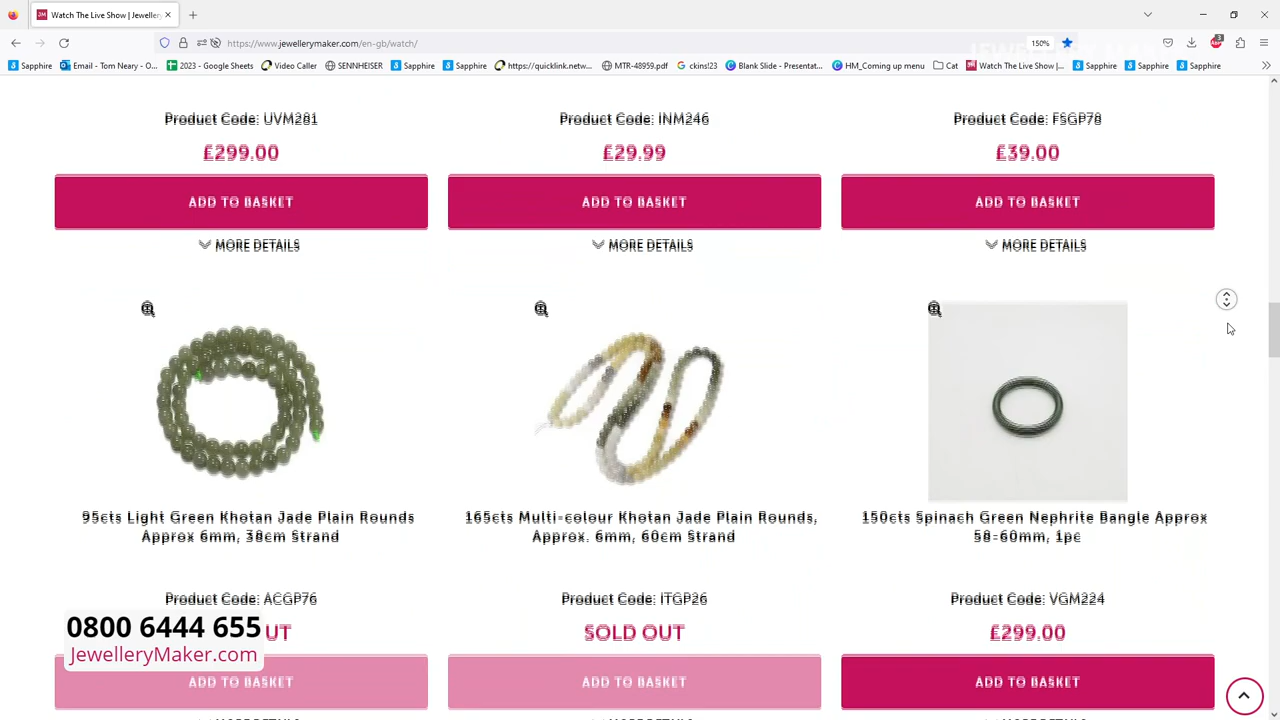 Watch The Live Show | Jeweller
https://www.jewellerymaker.com/en-gb/watch/
150%
3
Sapphire
Email - Tom Neary - O...
2023 - Google Sheets
Video Caller
SENNHEISER
Sapphire
Sapphire
https://quicklink.netw...
MTR-48959.pdf
ckins!23
Blank Slide - Presentat...
HM_Coming up menu
Cat
Watch The Live Show |...
Sapphire
Sapphire
Sapphire
Product Code: UVM281
Product Code: INM246
Product Code: FSGP78
£299.00
£29.99
£39.00
ADD TO BASKET
ADD TO BASKET
ADD TO BASKET
MORE DETAILS
MORE DETAILS
MORE DETAILS
95cts Light Green Khotan Jade Plain Rounds
Approx 6mm, 38cm Strand
165cts Multi-colour Khotan Jade Plain Rounds,
Approx. 6mm, 60cm Strand
150cts Spinach Green Nephrite Bangle Approx
58-60mm, 1pc
Product Code: ACGP76
Product Code: ITGP26
Product Code: VGM224
UT
SOLD OUT
£299.00
0800 6444 655
JewelleryMaker.com
ADD TO BASKET
ADD TO BASKET
ADD TO BASKET